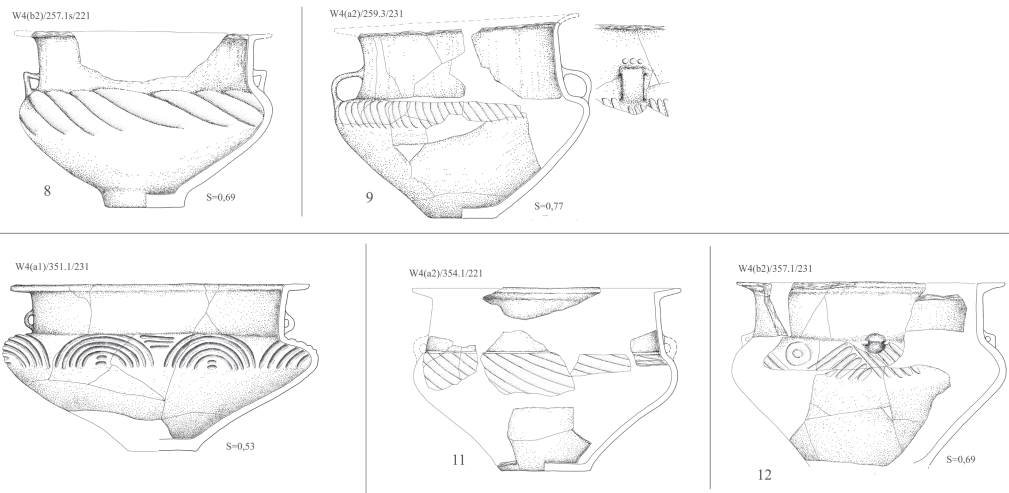 W4(b2)/257.1s/221
8
S=0,69
W4(a2)/259.3/231
9
S=0,77
W4(a1)/351.1/231
S=0,53
W4(a2)/354.1/221
11
W4(b2)/357.1/231
12
S=0,69